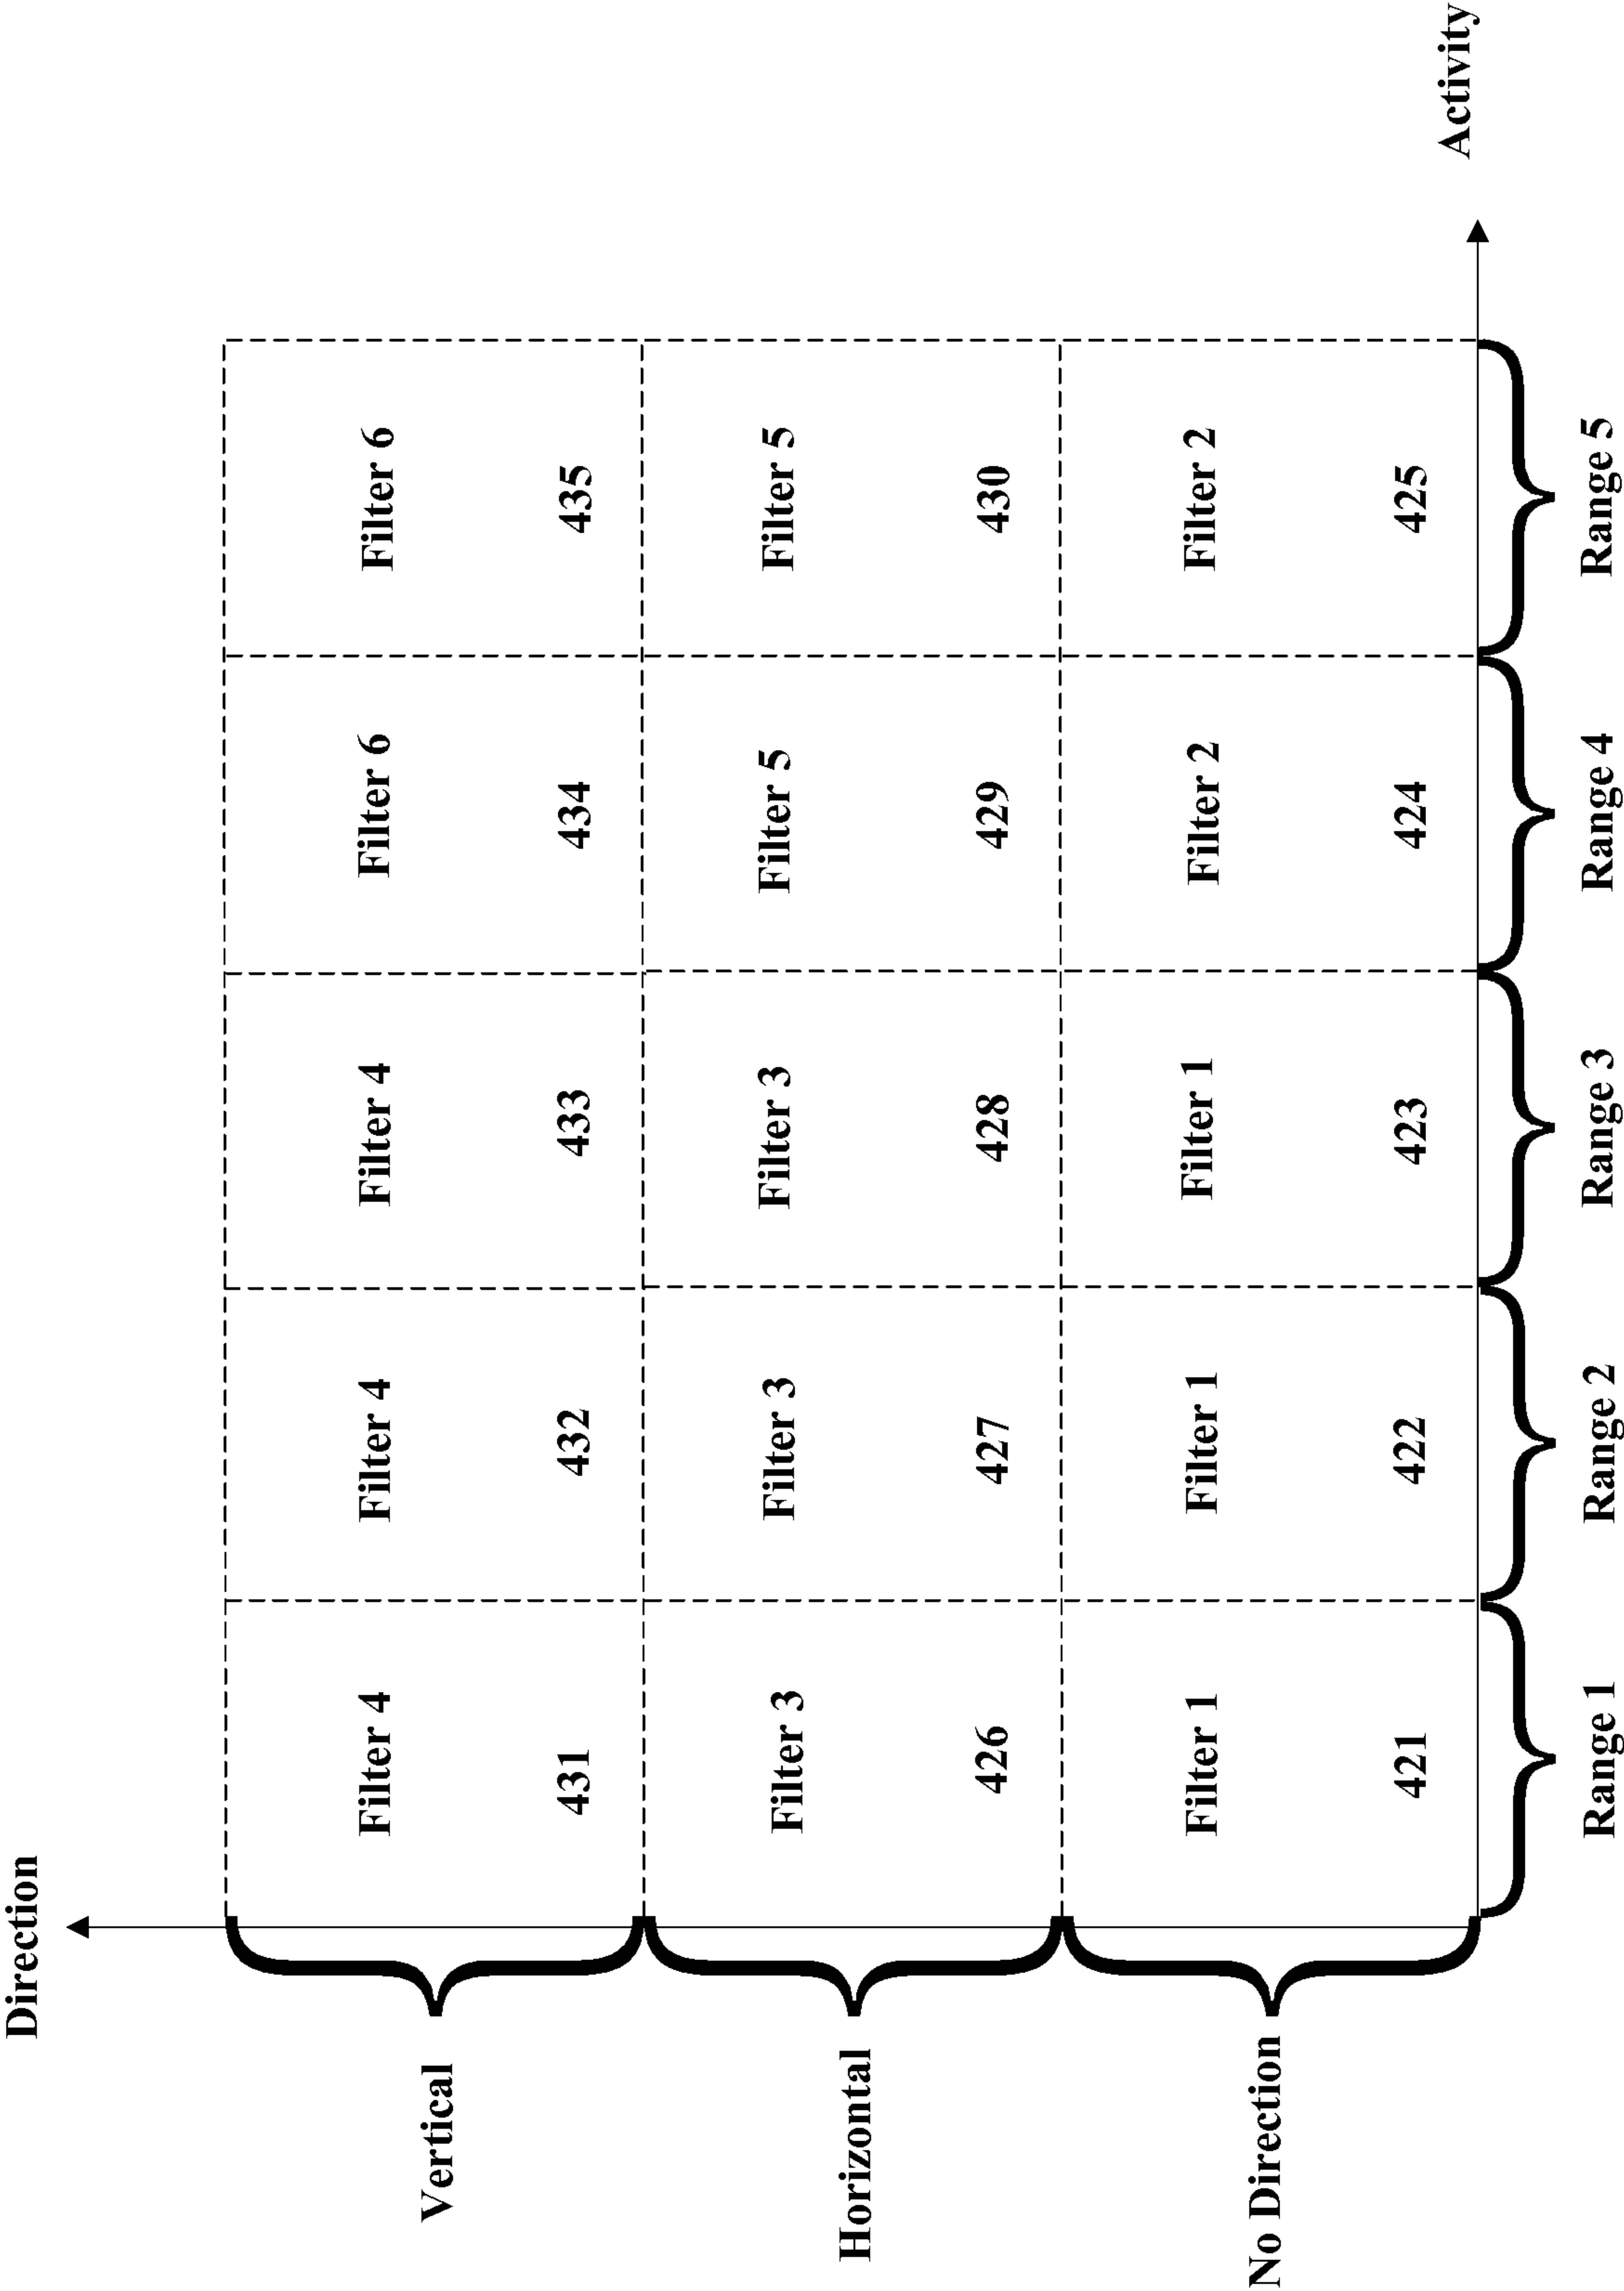 Direction
Vertical
Filter 4
Filter 4
Filter 4
Filter 6
Filter 6
431
432
433
434
435
Horizontal
Filter 3
Filter 3
Filter 3
Filter 5
Filter 5
426
427
428
429
430
No Direction
Filter 1
Filter 1
Filter 1
Filter 2
Filter 2
421
422
423
424
425
Activity
Range 1
Range 2
Range 3
Range 4
Range 5